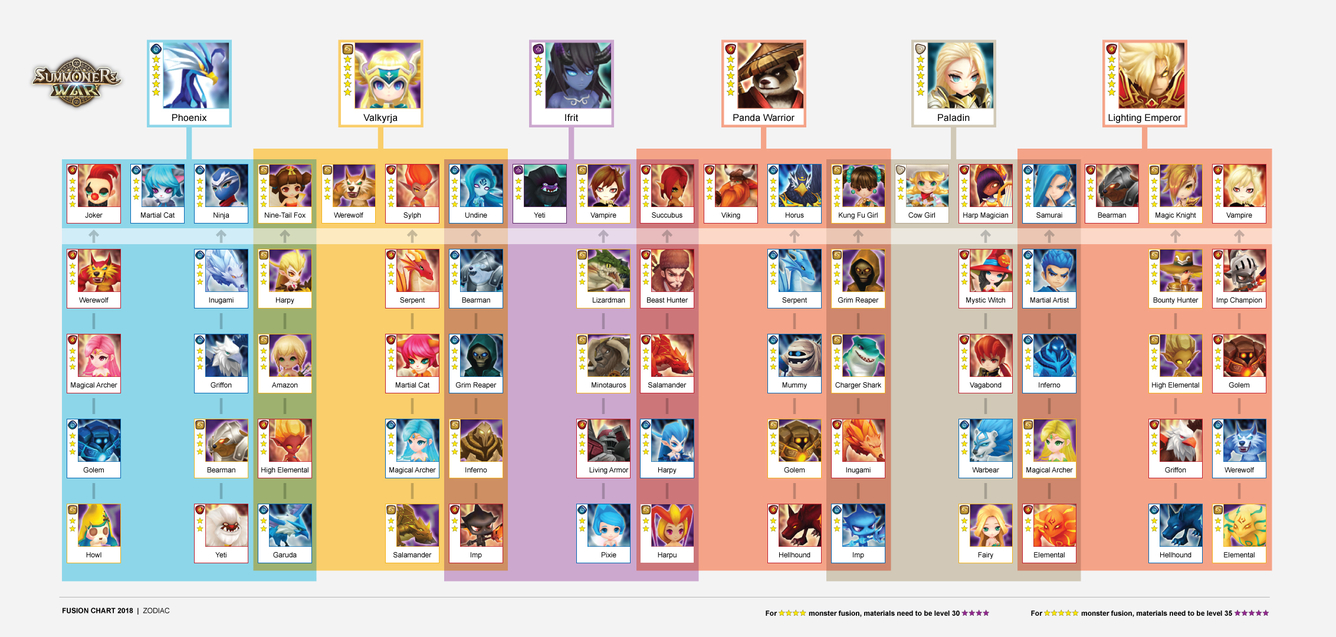 SUMMONERS
WAR
Phoenix
Valkyrja
Ifrit
Panda Warrior
Paladin
Lighting Emperor
Joker
Martial Cat
Ninja
Nine-Tail Fox
Werewolf
Sylph
Undine
Yeti
Vampire
Succubus
Viking
Horus
Kung Fu Girl
Cow Girl
Harp Magician
Samurai
Bearman
Magic Knight
Vampire
Werewolf
Inugami
Harpy
Serpent
Bearman
Lizardman
Beast Hunter
Serpent
Grim Reaper
Mystic Witch
Martial Artist
Bounty Hunter
Imp Champion
Magical Archer
Griffon
Amazon
Martial Cat
Grim Reaper
Minotauros
Salamander
Mummy
Charger Shark
Vagabond
Inferno
High Elemental
Golem
Golem
Bearman
High Elemental
Magical Archer
Inferno
Living Armor
Harpy
Golem
Inugami
Warbear
Magical Archer
Griffon
Werewolf
Howl
Yeti
Garuda
Salamander
Imp
Pixie
Harpu
Hellhound
Imp
Fairy
Elemental
Hellhound
Elemental
FUSION CHART 2018 | ZODIAC
For ★★★★ monster fusion, materials need to be level 30 ★★★★
For ★★★★★ monster fusion, materials need to be level 35 ★★★★★